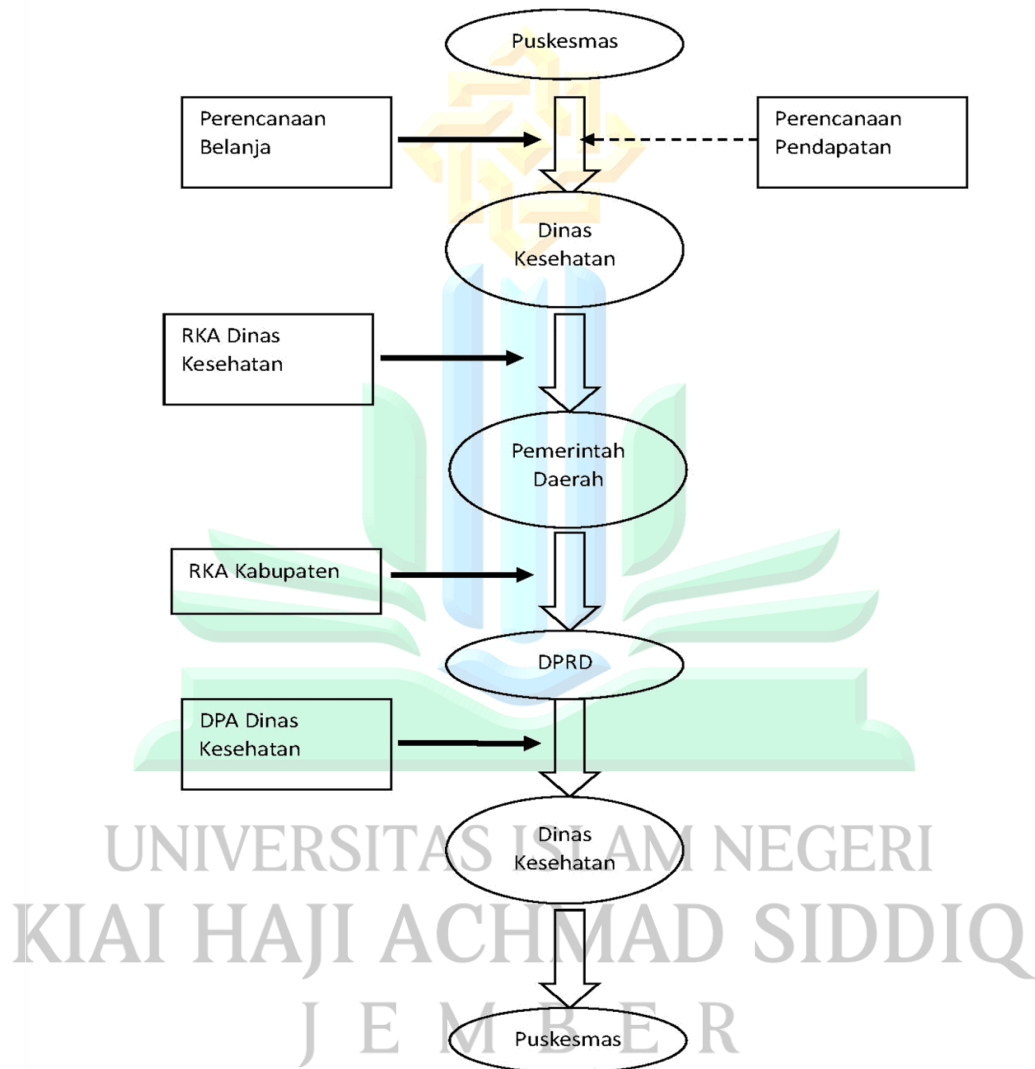 Puskesmas
Perencanaan
Belanja
Perencanaan
Pendapatan
Dinas
Kesehatan
RKA Dinas
Kesehatan
Pemerintah
Daerah
RKA Kabupaten
DPRD
DPA Dinas
Kesehatan
Dinas
Kesehatan
UNIVERSITAS ISLAM NEGERI
KIAI HAJI ACHMAD SIDDIQ
JEMBER
Puskesmas